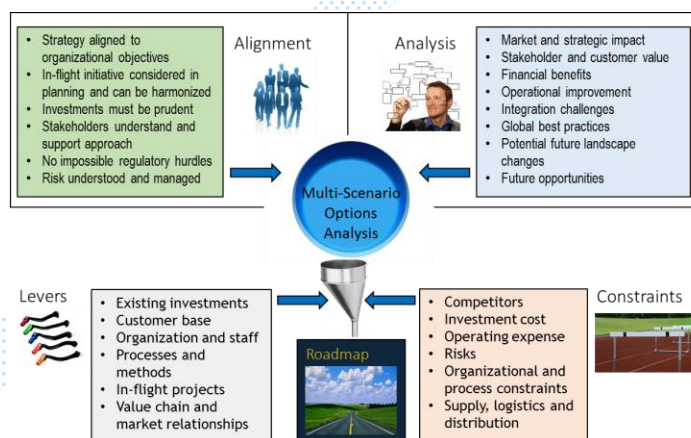 • Strategy aligned to
organizational objectives
• In-flight initiative considered in
planning and can be harmonized
• Investments must be prudent
• Stakeholders understand and
support approach
• No impossible regulatory hurdles
• Risk understood and managed
Alignment
Analysis
• Market and strategic impact
• Stakeholder and customer value
• Financial benefits
• Operational improvement
• Integration challenges
• Global best practices
• Potential future landscape
changes
• Future opportunities
Multi-Scenario
Options
Analysis
Levers
• Existing investments
• Customer base
• Organization and staff
• Processes and
methods
• In-flight projects
• Value chain and
market relationships
Roadmap
• Competitors
• Investment cost
• Operating expense
• Risks
• Organizational and
process constraints
• Supply, logistics and
distribution
Constraints